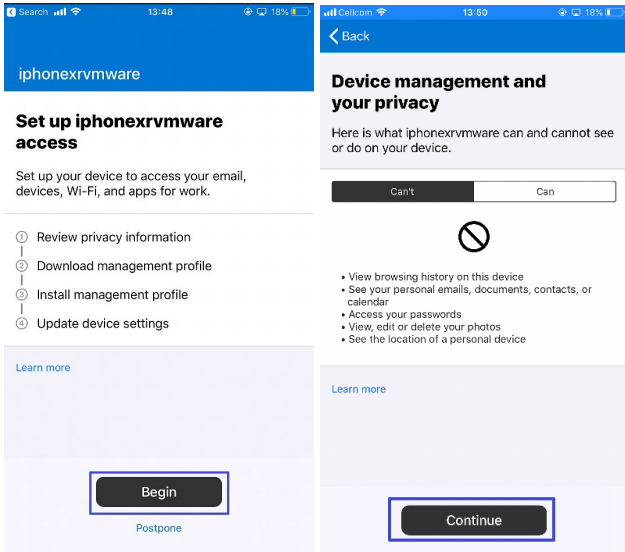 Search
13:48
18%
iphonexrvmware
Set up iphonexrvmware
access
Set up your device to access your email,
devices, Wi-Fi, and apps for work.
1 Review privacy information
2 Download management profile
3 Install management profile
4 Update device settings
Learn more
Begin
Postpone
Cellcom
13:50
18%
Back
Device management and
your privacy
Here is what iphonexrvmware can and cannot see
or do on your device.
Can't
Can
• View browsing history on this device
• See your personal emails, documents, contacts, or
calendar
• Access your passwords
• View, edit or delete your photos
• See the location of a personal device
Learn more
Continue